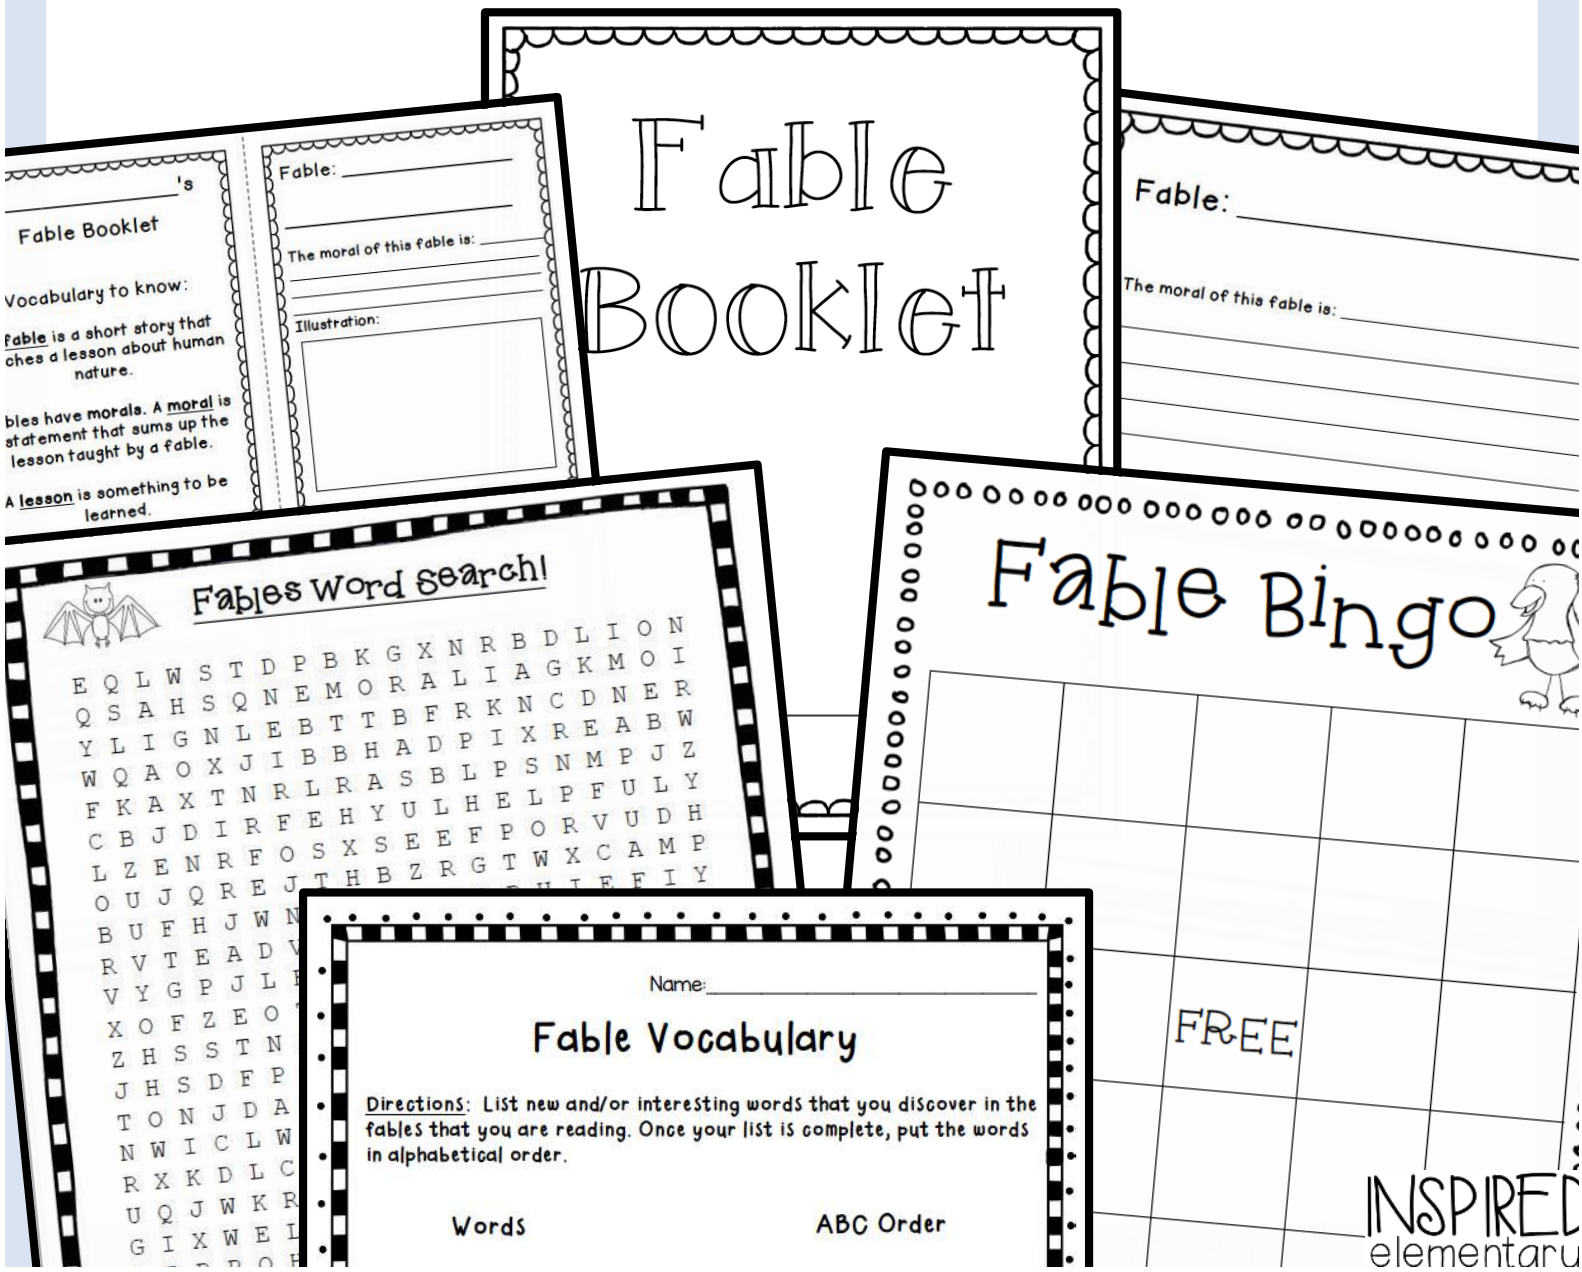 Fable
Booklet
's
Fable Booklet
Vocabulary to know:
fable is a short story that
ches a lesson about human
nature.
bles have morals. A moral is
statement that sums up the
lesson taught by a fable.
A lesson is something to be
learned.
Fable:
The moral of this fable is:
Illustration:
Fable:
The moral of this fable is:
Fables Word Search!
E Q L W S T D P B K G X N R B D L I O N
Q S A H S Q N E M O R A L I A G K M O I
Y L I G N L E B T T B F R K N C D N E R
W Q A O X J I B B H A D P I X R E A B W
F K A X T N R L R A S B L P S N M P J Z
C B J D I R F E H Y U L H E L P F U L Y
L Z E N R F O S X S E E F P O R V U D H
O U J Q R E J T H B Z R G T W X C A M P
B U F H J W N I E F I Y
R V T E A D V
V Y G P J L
X O F Z E O
Z H S S T N
J H S D F P
T O N J D A
N W I C L W
R X K D L C
U Q J W K R
G I X W E L
Fable Bingo
FREE
Name:
Fable Vocabulary
Directions: List new and/or interesting words that you discover in the
fables that you are reading. Once your list is complete, put the words
in alphabetical order.
Words
ABC Order
INSPIRED
elementary